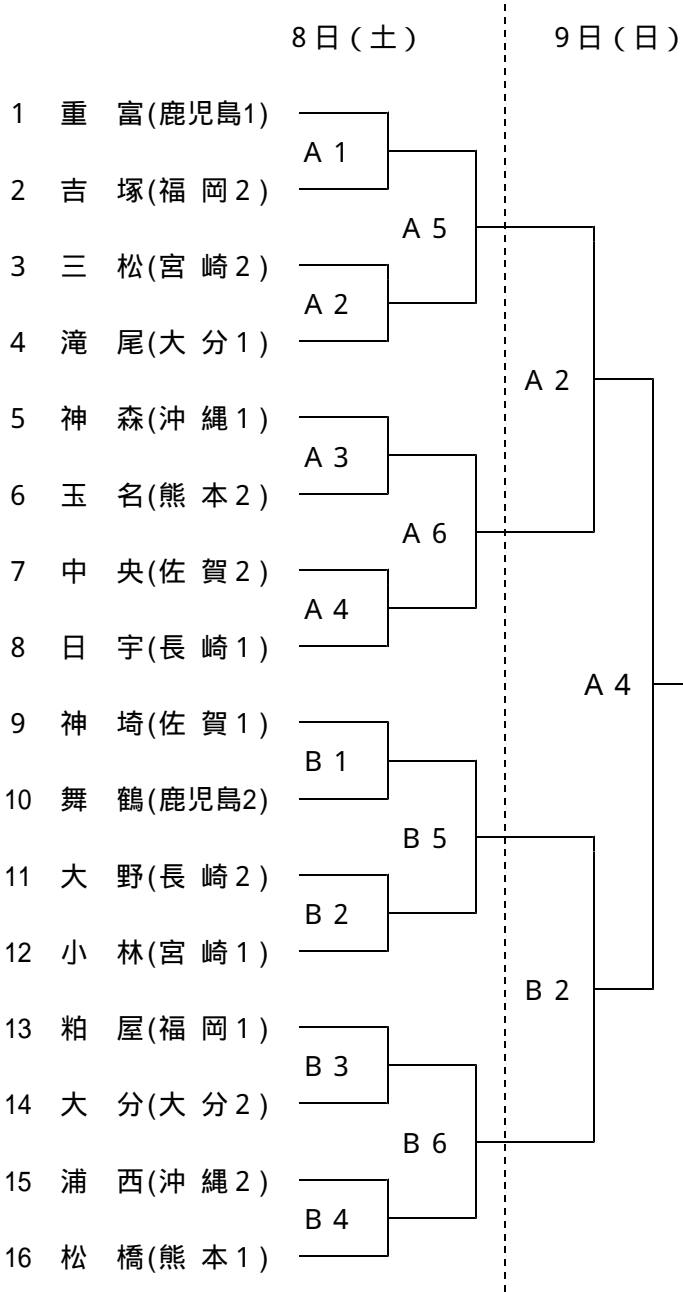 8日(土) 9日(日)
1 重 富(鹿児島1)
A 1
2 吉 塚(福 岡 2 )
A 5
3 三 松(宮 崎 2 )
A 2
4 滝 尾(大 分 1 )
A 2
5 神 森(沖 縄 1 )
A 3
6 玉 名(熊 本 2 )
A 6
7 中 央(佐 賀 2 )
A 4
8 日 宇(長 崎 1 )
A 4
9 神 埼(佐 賀 1 )
B 1
10 舞 鶴(鹿児島2)
B 5
11 大 野(長 崎 2 )
B 2
12 小 林(宮 崎 1 )
B 2
13 粕 屋(福 岡 1 )
B 3
14 大 分(大 分 2 )
B 6
15 浦 西(沖 縄 2 )
B 4
16 松 橋(熊 本 1 )